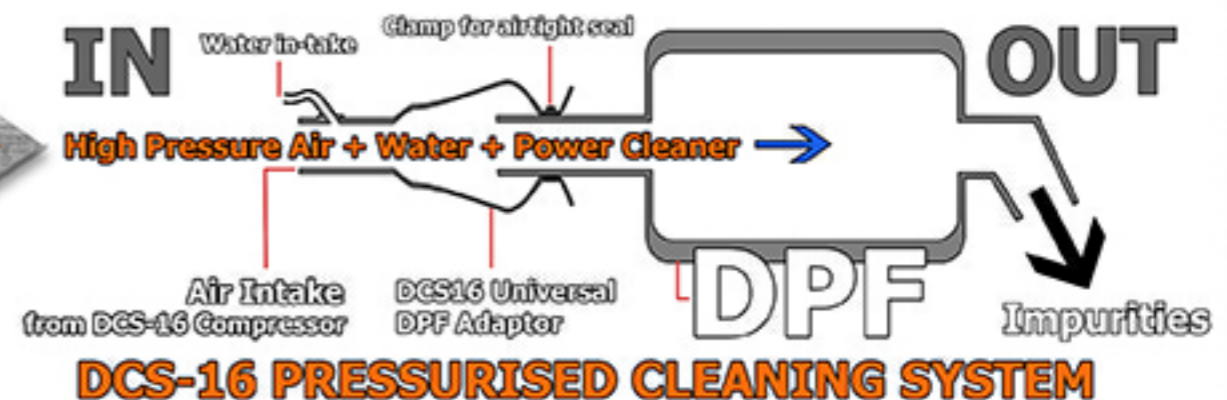 IN
Water in-take
Clamp for airtight seal
OUT
High Pressure Air + Water + Power Cleaner
Air Intake
from DCS-16 Compressor
DCS16 Universal
DPF Adaptor
DPF
Impurities
DCS-16 PRESSURISED CLEANING SYSTEM